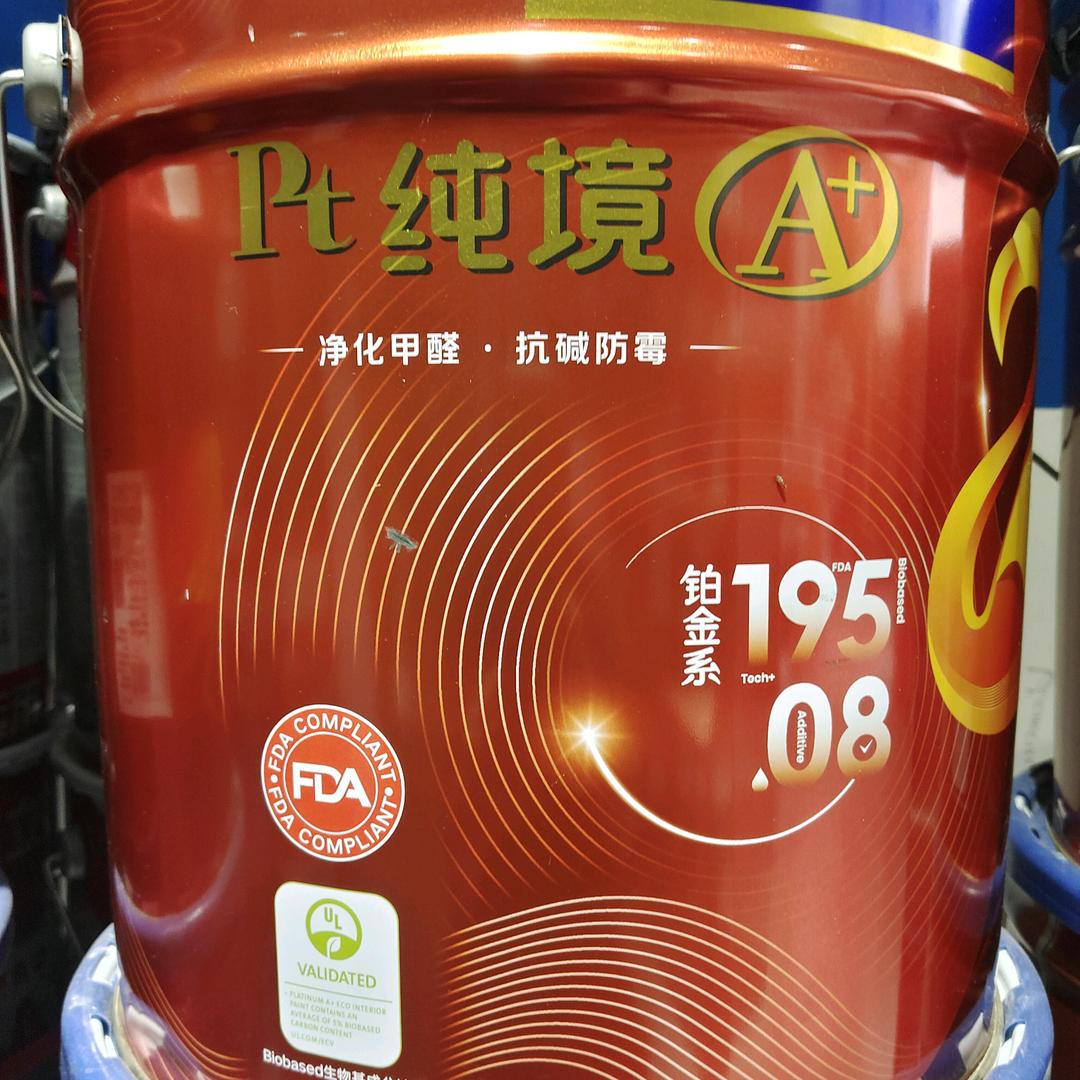 Pt 纯境 A+
净化甲醛 · 抗碱防霉
铂金系
195
FDA
Biobased
Tech+
.08
Additive
FDA COMPLIANT
FDA
FDA COMPLIANT
UL
VALIDATED
PLATINUM A+ ECO INTERIOR
PAINT CONTAINS AN
AVERAGE OF 5% BIOBASED
CARBON CONTENT
UL.COM/ECV
Biobased生物基成分